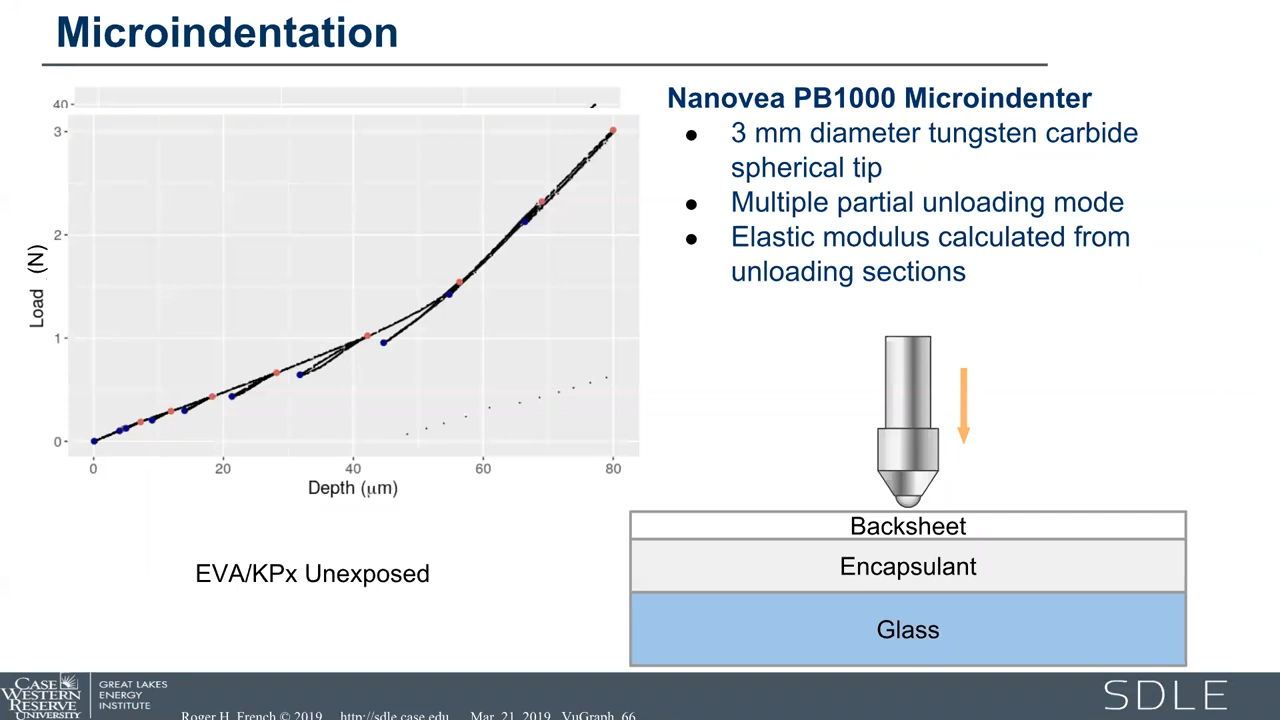 Microindentation
40
3
2
1
0
Load (N)
0 20 40 60 80
Depth (μm)
EVA/KPx Unexposed
Nanovea PB1000 Microindenter
● 3 mm diameter tungsten carbide
spherical tip
● Multiple partial unloading mode
● Elastic modulus calculated from
unloading sections
Backsheet
Encapsulant
Glass
CASE
WESTERN
RESERVE
UNIVERSITY
GREAT LAKES
ENERGY
INSTITUTE
Roger H. French © 2019 http://sdle.case.edu Mar. 21, 2019 VuGraph 66
SDLE